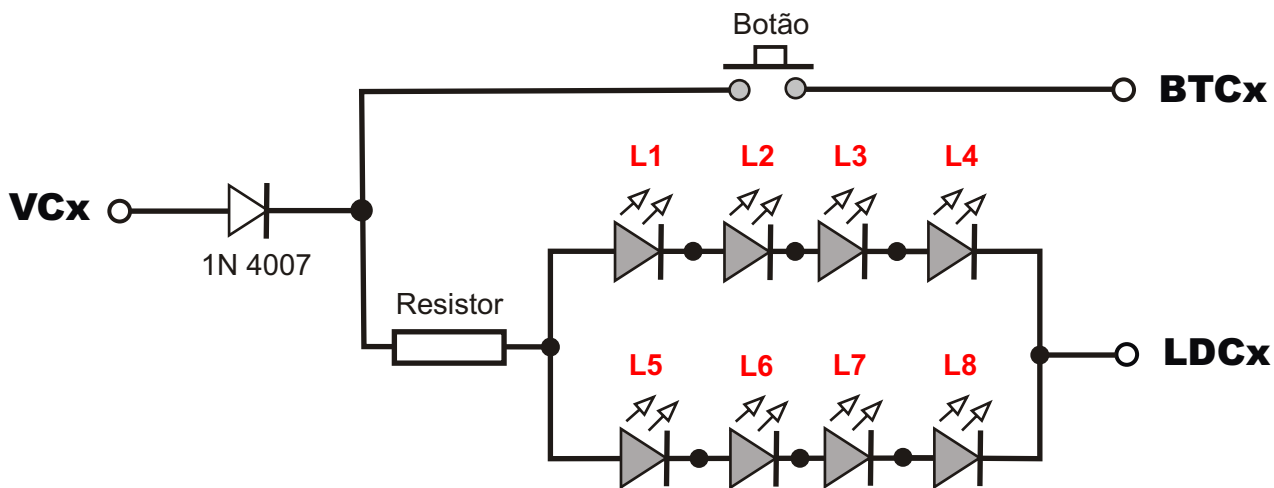 Botão
BTCx
L1 L2 L3 L4
VCx
1N 4007
Resistor
LDCx
L5 L6 L7 L8